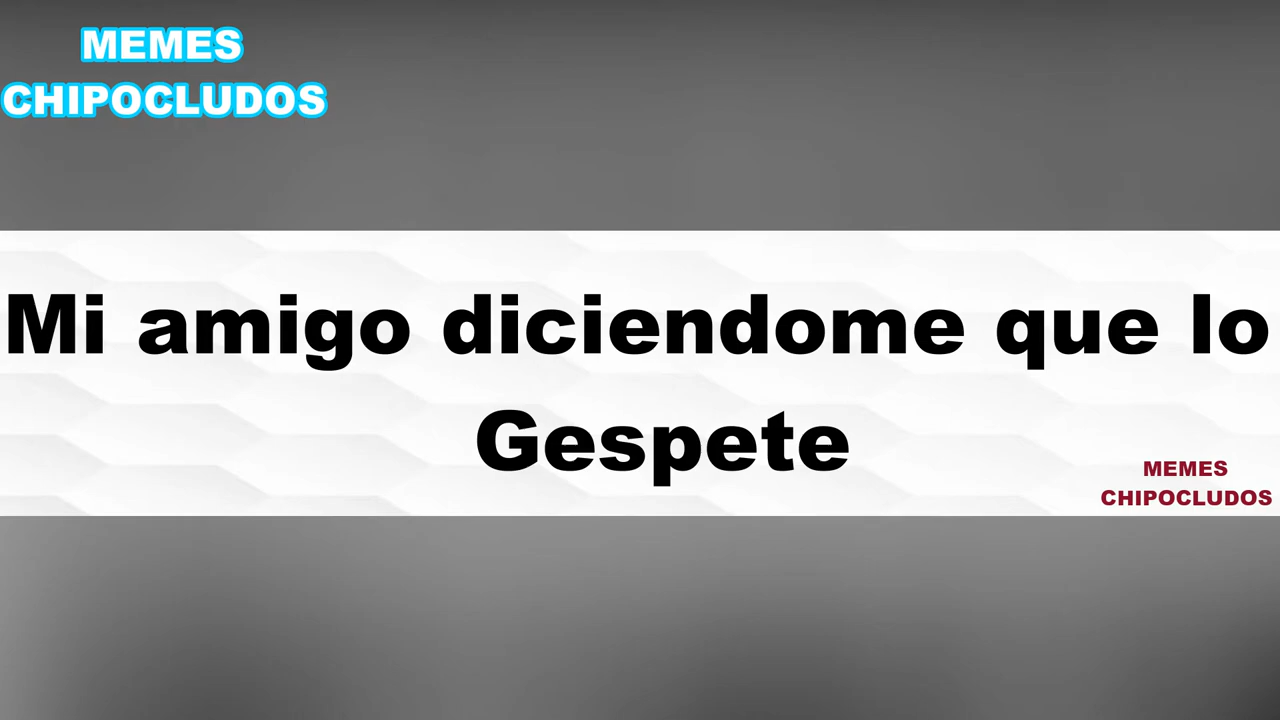 MEMES
CHIPOCLUDOS
Mi amigo diciendome que lo
Gespete
MEMES
CHIPOCLUDOS